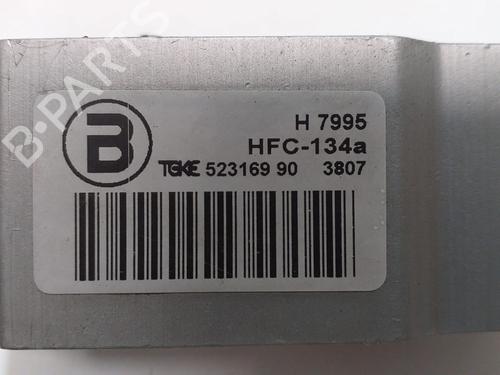 B-PARTS
B
H 7995
HFC-134a
TGKE 523169 90 3807